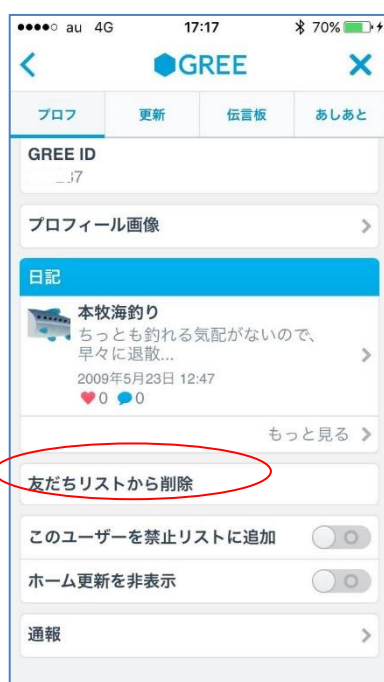 au 4G 17:17 70%
GREE
プロフ 更新 伝言板 あしあと
GREE ID
プロフィール画像
日記
本牧海釣り
ちっとも釣れる気配がないので、
早々に退散...
2009年5月23日 12:47
0 0
もっと見る
友だちリストから削除
このユーザーを禁止リストに追加
ホーム更新を非表示
通報